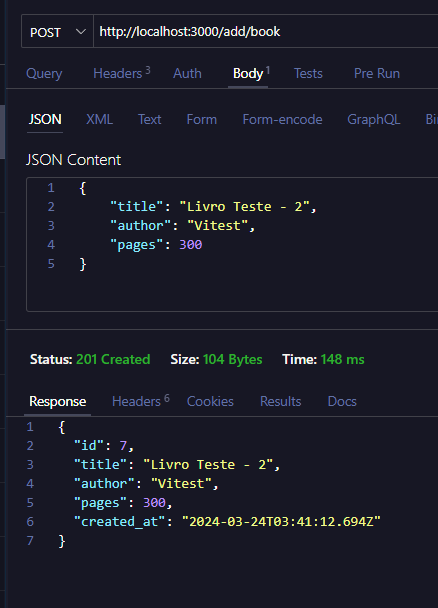 POST http://localhost:3000/add/book
Query Headers 3 Auth Body 1 Tests Pre Run
JSON XML Text Form Form-encode GraphQL
JSON Content
1 {
2 "title": "Livro Teste - 2",
3 "author": "Vitest",
4 "pages": 300
5 }
Status: 201 Created Size: 104 Bytes Time: 148 ms
Response Headers 6 Cookies Results Docs
1 {
2 "id": 7,
3 "title": "Livro Teste - 2",
4 "author": "Vitest",
5 "pages": 300,
6 "created_at": "2024-03-24T03:41:12.694Z"
7 }